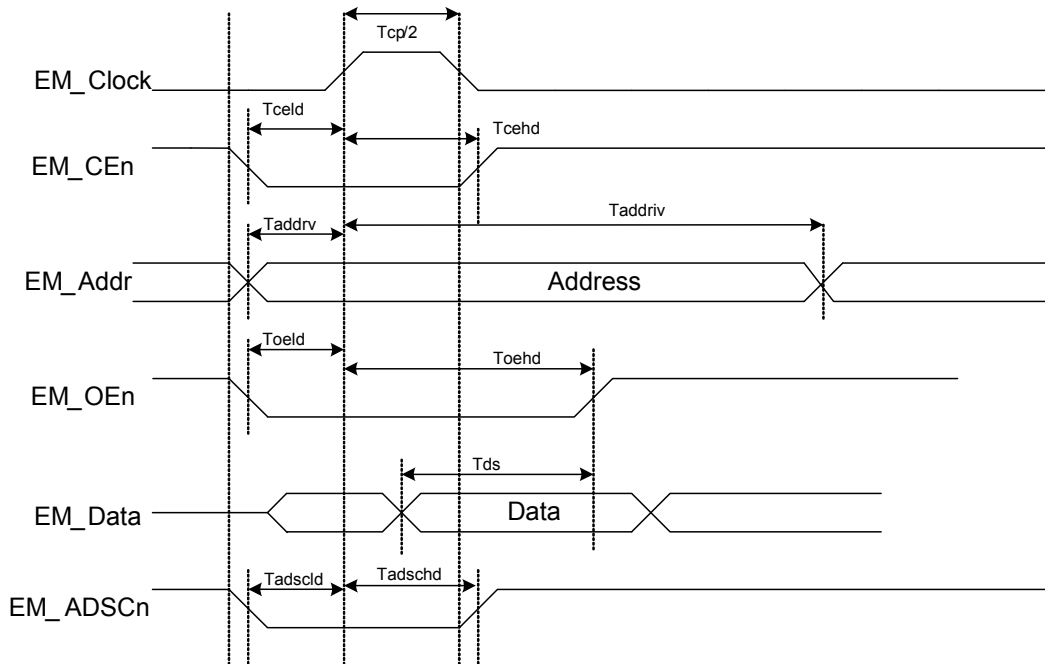 Tcp/2
EM_Clock
Tceld
Tcehd
EM_CEn
Taddrv
Taddriv
EM_Addr
Address
Toeld
Toehd
EM_OEn
Tds
EM_Data
Data
Tadscld
Tadschd
EM_ADSCn